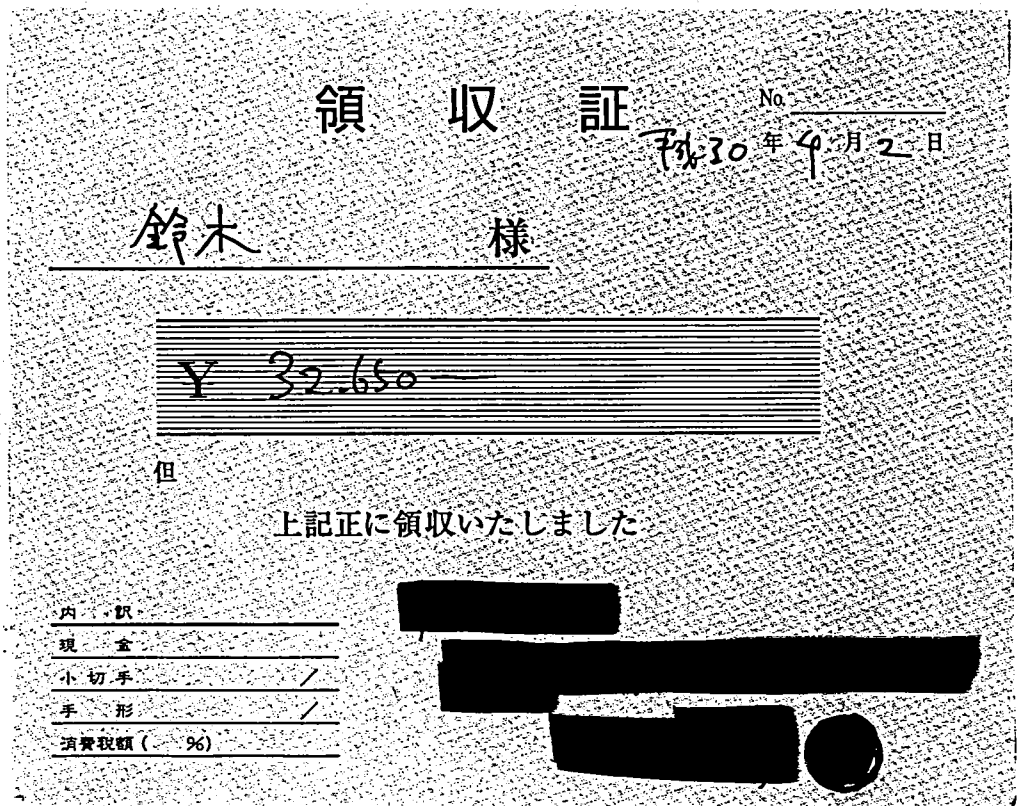 領収証
No.
平成30年4月2日
鈴木 様
¥ 32.650—
但
上記正に領収いたしました
内訳
現金
小切手 /
手形 /
消費税額( %)